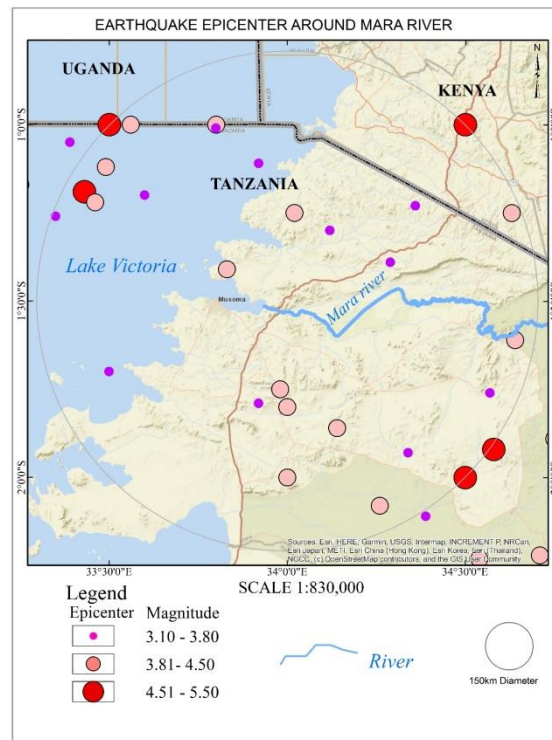 EARTHQUAKE EPICENTER AROUND MARA RIVER
N
UGANDA
KENYA
1°0'0"S
TANZANIA
Lake Victoria
Musoma
Mara river
1°30'0"S
2°0'0"S
Sources: Esri, HERE, Garmin, USGS, Intermap, INCREMENT P, NRCan,
Esri Japan, METI, Esri China (Hong Kong), Esri Korea, Esri (Thailand),
NGCC, (c) OpenStreetMap contributors, and the GIS User Community
33°30'0"E
34°0'0"E
34°30'0"E
SCALE 1:830,000
Legend
Epicenter Magnitude
3.10 - 3.80
3.81- 4.50
4.51 - 5.50
River
150km Diameter